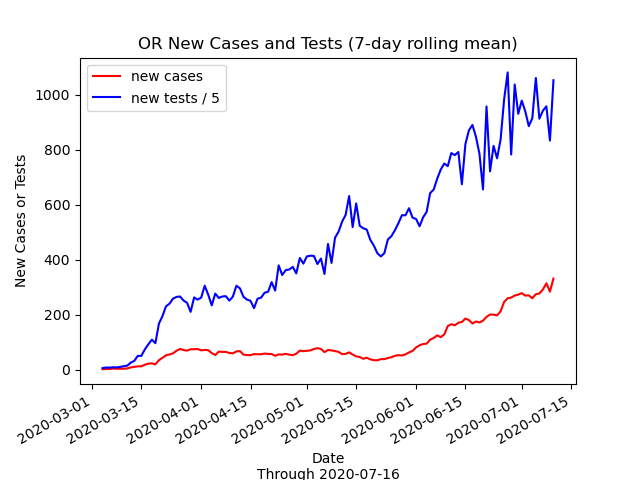 OR New Cases and Tests (7-day rolling mean)
new cases
new tests / 5
New Cases or Tests
1000
800
600
400
200
0
2020-03-01
2020-03-15
2020-04-01
2020-04-15
2020-05-01
2020-05-15
2020-06-01
2020-06-15
2020-07-01
2020-07-15
Date
Through 2020-07-16